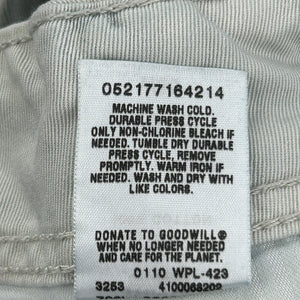 052177164214
MACHINE WASH COLD.
DURABLE PRESS CYCLE
ONLY NON-CHLORINE BLEACH IF
NEEDED. TUMBLE DRY DURABLE
PRESS CYCLE, REMOVE
PROMPTLY. WARM IRON IF
NEEDED. WASH AND DRY WITH
LIKE COLORS.
DONATE TO GOODWILL®
WHEN NO LONGER NEEDED
AND CARE FOR THE PLANET.
0110 WPL-423
3253 4100068202